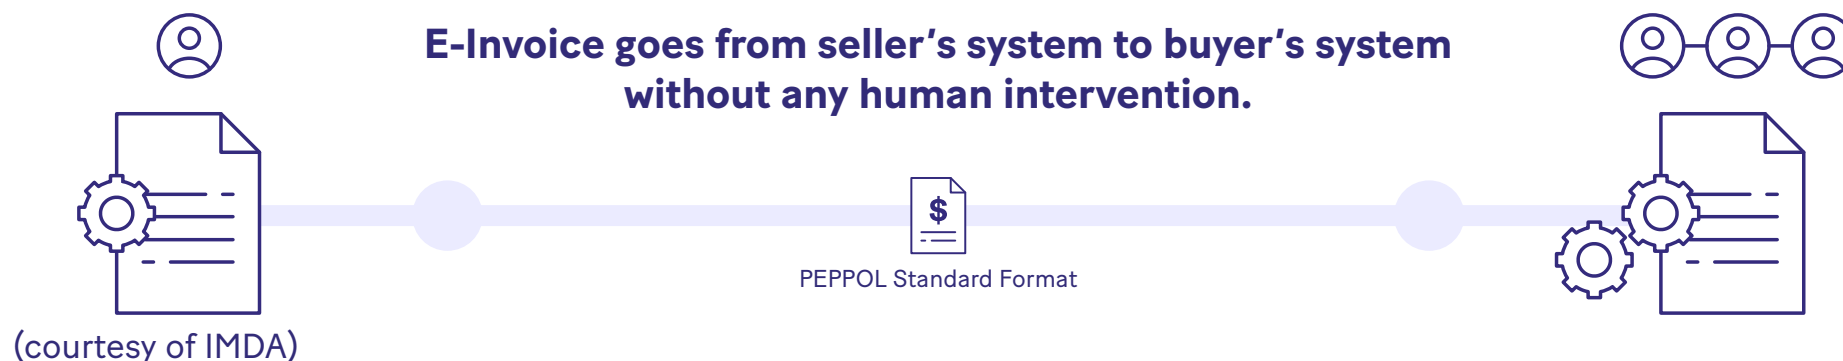 E-Invoice goes from seller's system to buyer's system
without any human intervention.
$
PEPPOL Standard Format
(courtesy of IMDA)